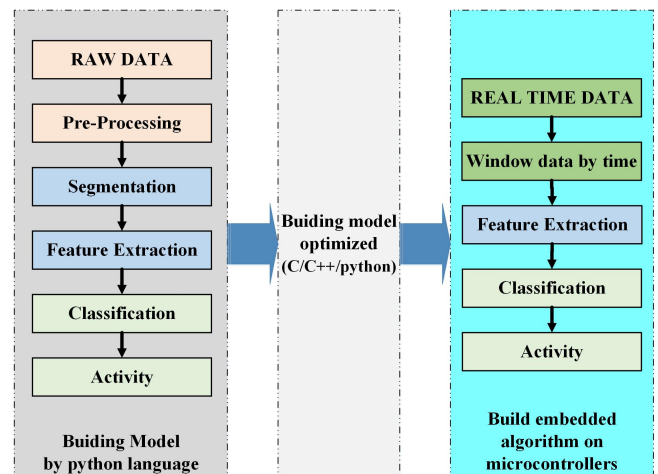 RAW DATA
Pre-Processing
Segmentation
Feature Extraction
Classification
Activity
Buiding Model
by python language
Buiding model
optimized
(C/C++/python)
REAL TIME DATA
Window data by time
Feature Extraction
Classification
Activity
Build embedded
algorithm on
microcontrollers